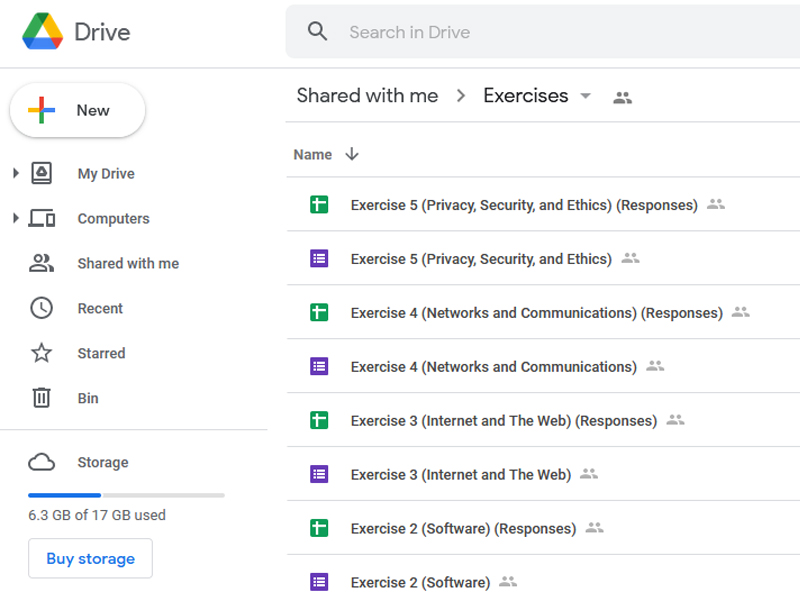 Drive
Search in Drive
New
My Drive
Computers
Shared with me
Recent
Starred
Bin
Storage
6.3 GB of 17 GB used
Buy storage
Shared with me > Exercises
Name
Exercise 5 (Privacy, Security, and Ethics) (Responses)
Exercise 5 (Privacy, Security, and Ethics)
Exercise 4 (Networks and Communications) (Responses)
Exercise 4 (Networks and Communications)
Exercise 3 (Internet and The Web) (Responses)
Exercise 3 (Internet and The Web)
Exercise 2 (Software) (Responses)
Exercise 2 (Software)